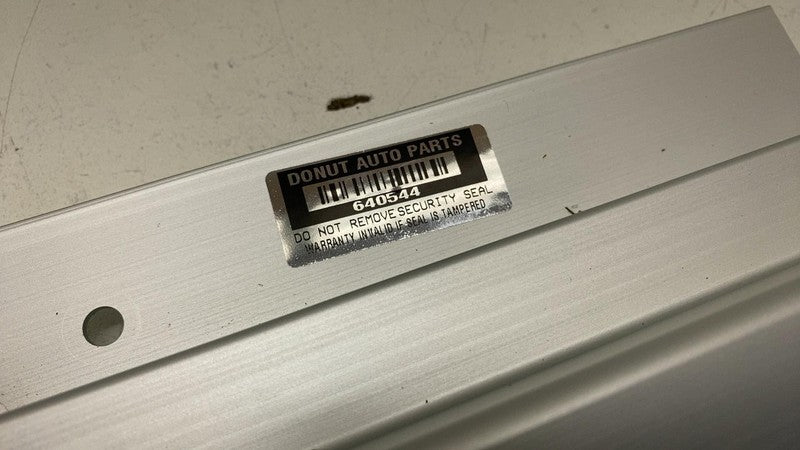 DONUT AUTO PARTS
640544
DO NOT REMOVE SECURITY SEAL
WARRANTY INVALID IF SEAL IS TAMPERED